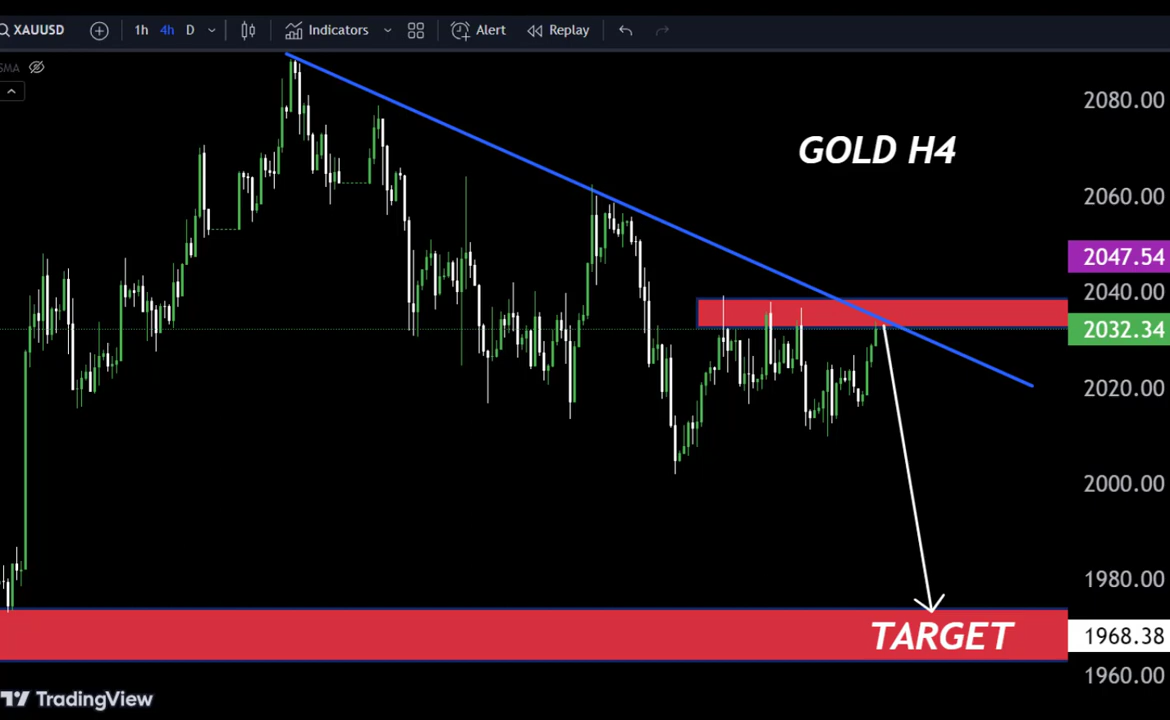 XAUUSD 1h 4h D Indicators Alert Replay
SMA
2080.00
GOLD H4
2060.00
2047.54
2040.00
2032.34
2020.00
2000.00
1980.00
TARGET
1968.38
1960.00
TradingView